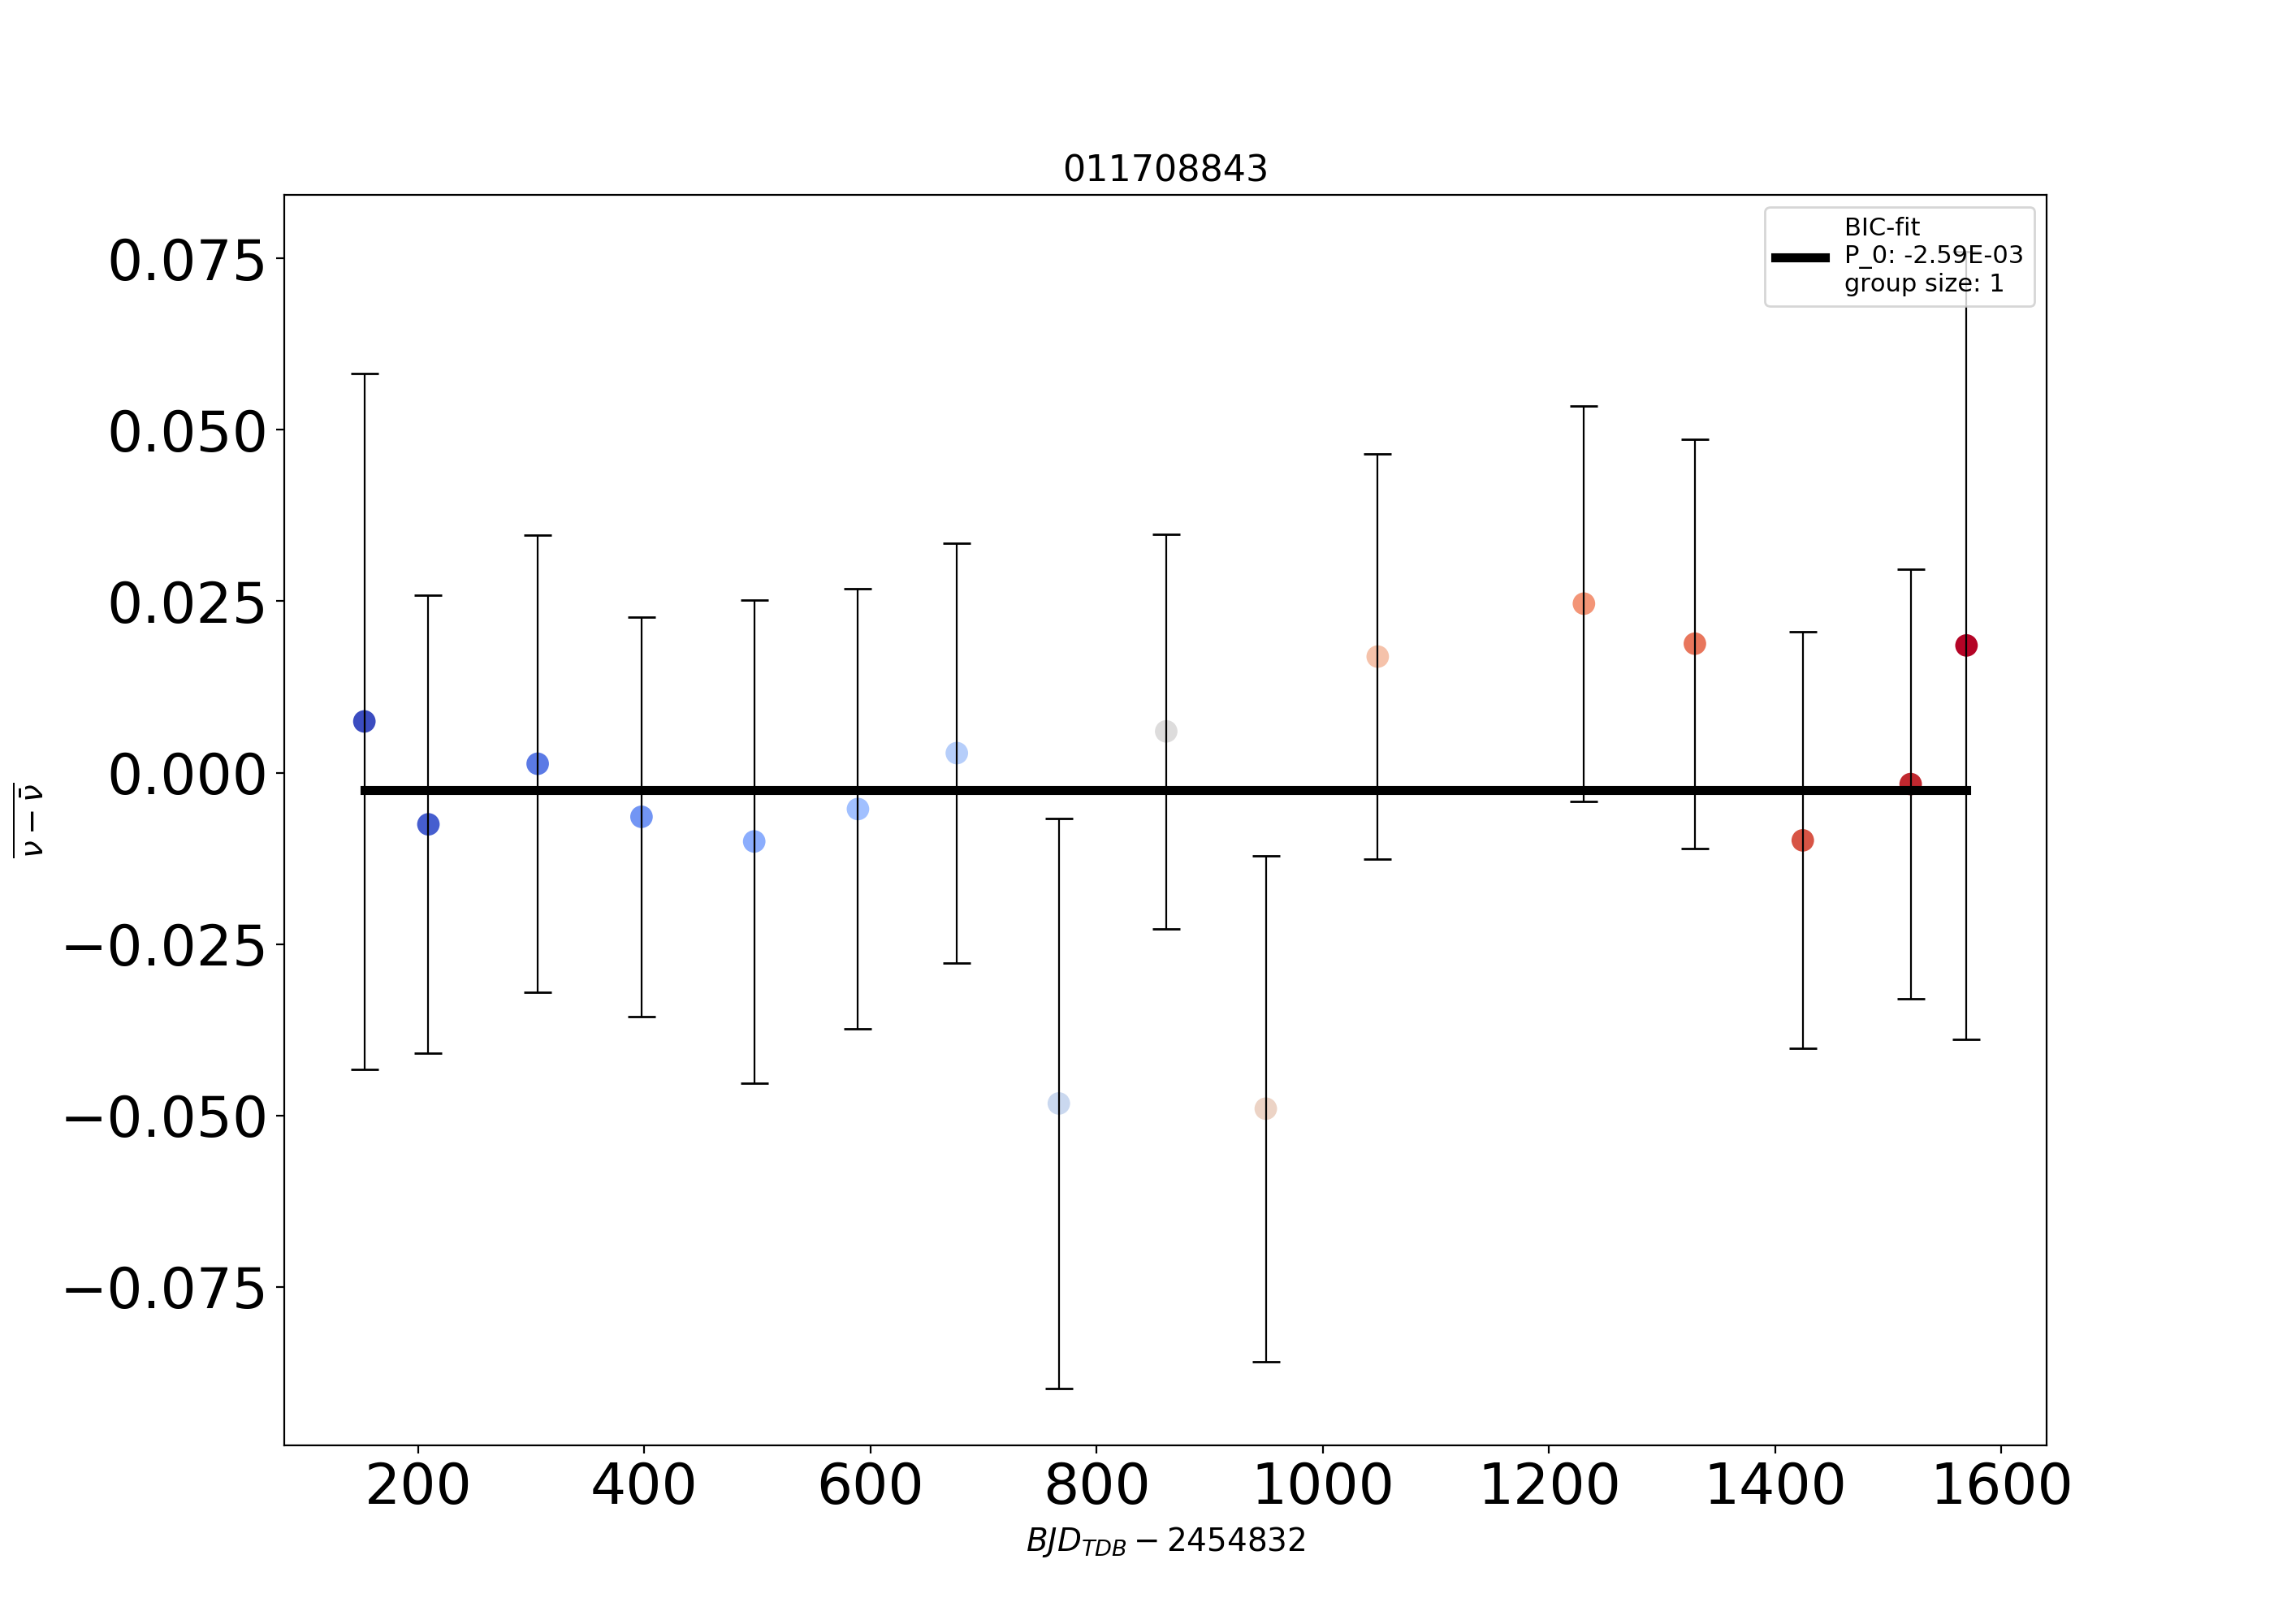 011708843
BIC-fit
P_0: -2.59E-03
group size: 1
0.075
0.050
0.025
0.000
−0.025
−0.050
−0.075
ν − ν̄
200 400 600 800 1000 1200 1400 1600
BJD_TDB − 2454832